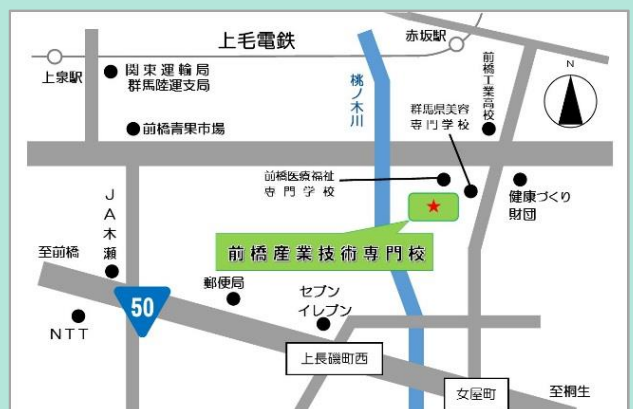 上毛電鉄
赤坂駅
上泉駅
関東運輸局
群馬陸運支局
桃ノ木川
前橋工業高校
N
群馬県美容
専門学校
前橋青果市場
前橋医療福祉
専門学校
健康づくり
財団
JA木瀬
★
前橋産業技術専門校
至前橋
郵便局
セブン
イレブン
50
NTT
上長磯町西
女屋町
至桐生